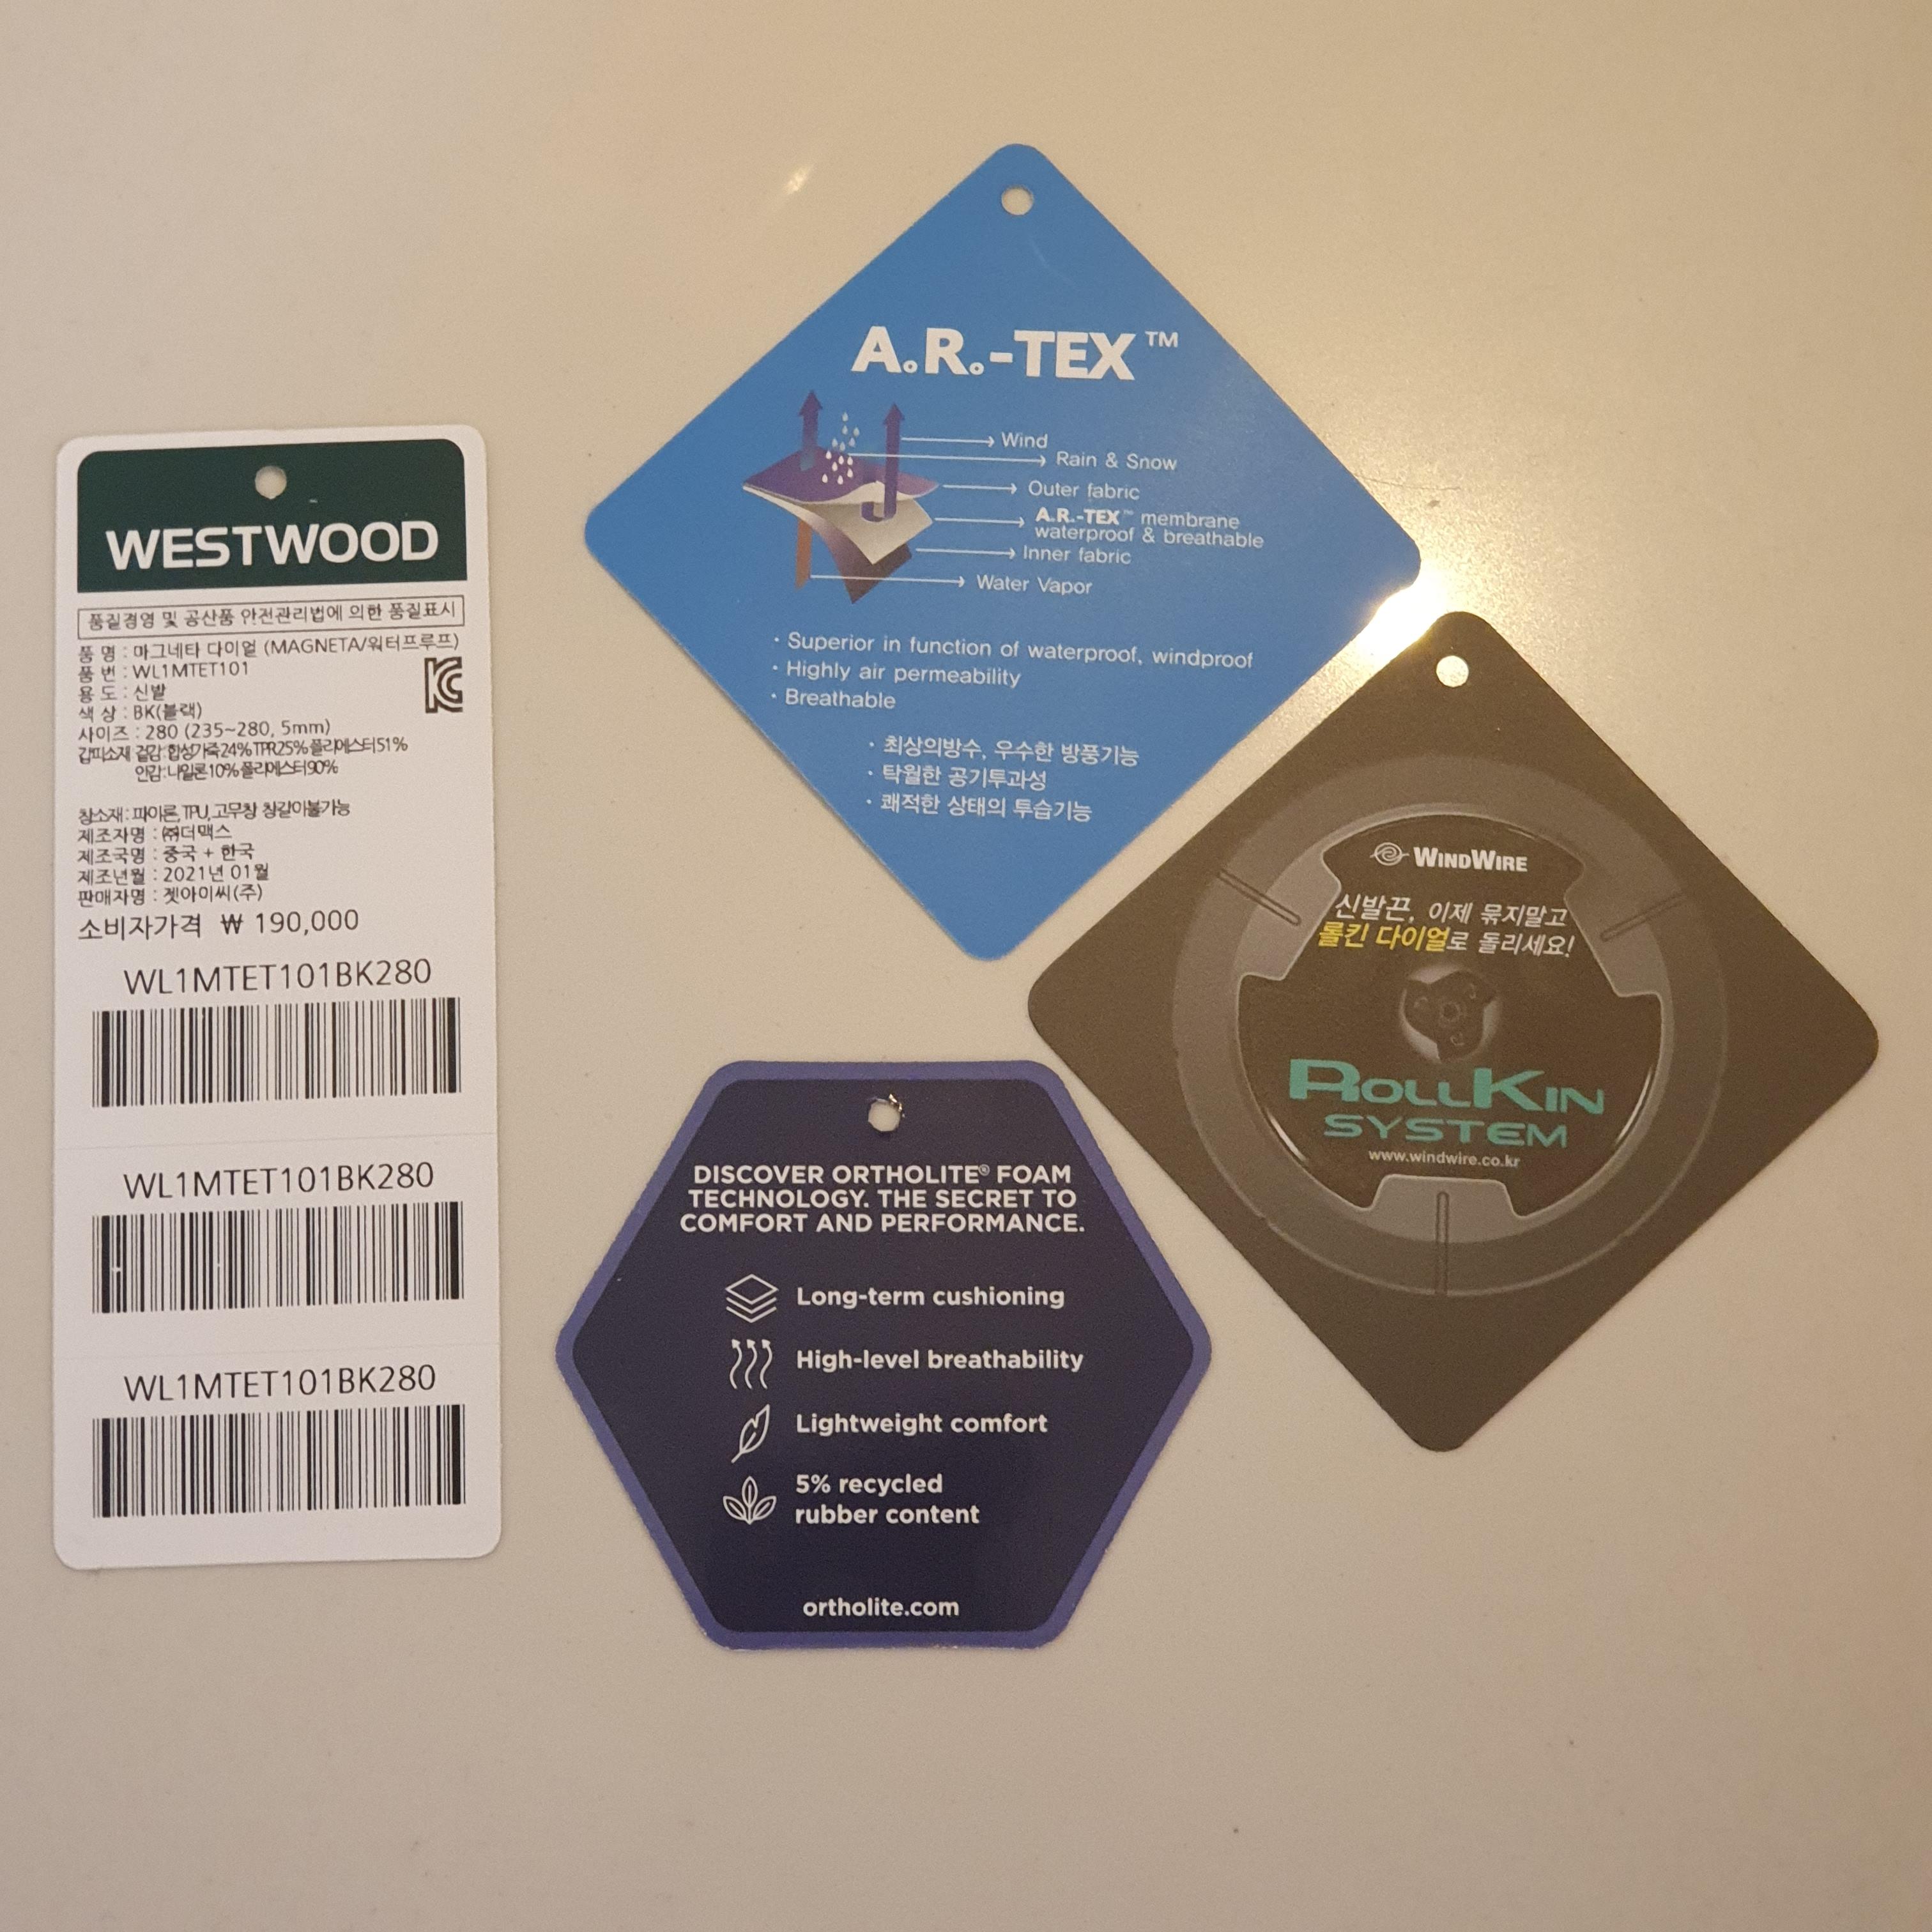 WESTWOOD
품질경영 및 공산품 안전관리법에 의한 품질표시
품 명 : 마그네타 다이얼 (MAGNETA/워터프루프)
품 번 : WL1MTET101
용 도 : 신발
색 상 : BK(블랙)
사이즈 : 280 (235~280, 5mm)
갑피소재 겉감:합성가죽24% TPR25% 폴리에스터51%
안감:나일론10% 폴리에스터90%
창소재: 파이론,TPU,고무창 창갈이불가능
제조자명 : ㈜더맥스
제조국명 : 중국 + 한국
제조년월 : 2021년 01월
판매자명 : 젯아이씨(주)
소비자가격 ₩ 190,000
WL1MTET101BK280
WL1MTET101BK280
WL1MTET101BK280
A.R.-TEX™
Wind
Rain & Snow
Outer fabric
A.R.-TEX™ membrane
waterproof & breathable
Inner fabric
Water Vapor
· Superior in function of waterproof, windproof
· Highly air permeability
· Breathable
· 최상의방수, 우수한 방풍기능
· 탁월한 공기투과성
· 쾌적한 상태의 투습기능
WINDWIRE
신발끈, 이제 묶지말고
롤킨 다이얼로 돌리세요!
ROLLKIN
SYSTEM
www.windwire.co.kr
DISCOVER ORTHOLITE® FOAM
TECHNOLOGY. THE SECRET TO
COMFORT AND PERFORMANCE.
Long-term cushioning
High-level breathability
Lightweight comfort
5% recycled
rubber content
ortholite.com